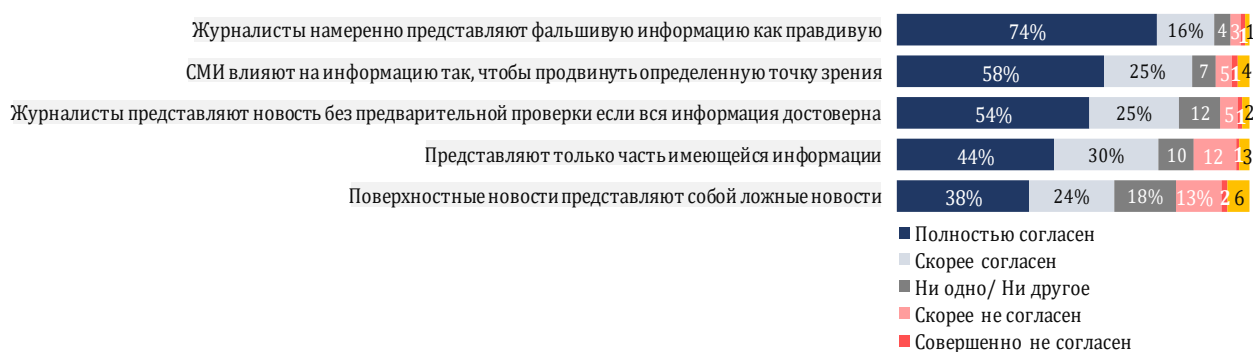 Журналисты намеренно представляют фальшивую информацию как правдивую 74% 16% 4 3 1 1
СМИ влияют на информацию так, чтобы продвинуть определенную точку зрения 58% 25% 7 5 1 4
Журналисты представляют новость без предварительной проверки если вся информация достоверна 54% 25% 12 5 1 2
Представляют только часть имеющейся информации 44% 30% 10 12 1 3
Поверхностные новости представляют собой ложные новости 38% 24% 18% 13% 2 6
Полностью согласен
Скорее согласен
Ни одно/ Ни другое
Скорее не согласен
Совершенно не согласен